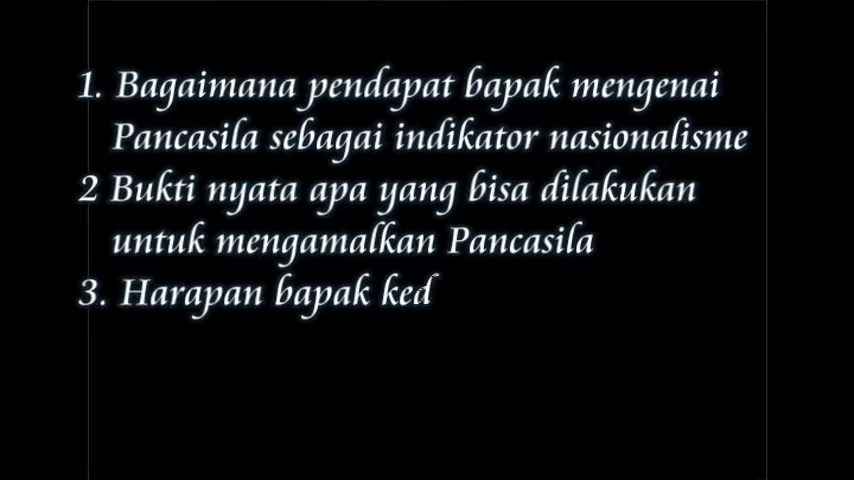 1. Bagaimana pendapat bapak mengenai
Pancasila sebagai indikator nasionalisme
2 Bukti nyata apa yang bisa dilakukan
untuk mengamalkan Pancasila
3. Harapan bapak ked